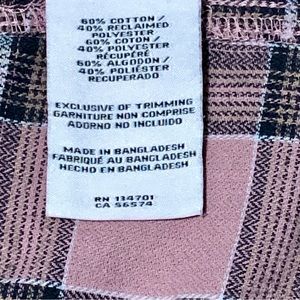 60% COTTON /
40% RECLAIMED
POLYESTER
60% COTON /
40% POLYESTER
RÉCUPÉRÉ
60% ALGODON /
40% POLIÉSTER
RECUPERADO
EXCLUSIVE OF TRIMMING
GARNITURE NON COMPRISE
ADORNO NO INCLUIDO
MADE IN BANGLADESH
FABRIQUÉ AU BANGLADESH
HECHO EN BANGLADESH
RN 134701
CA 56574